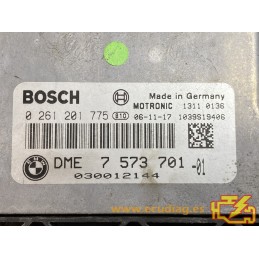 BOSCH
Made in Germany
MOTRONIC 1311 0136
0 261 201 775 610 06-11-17 1039S19406
DME 7 573 701 -01
030012144
www.ecudiag.es